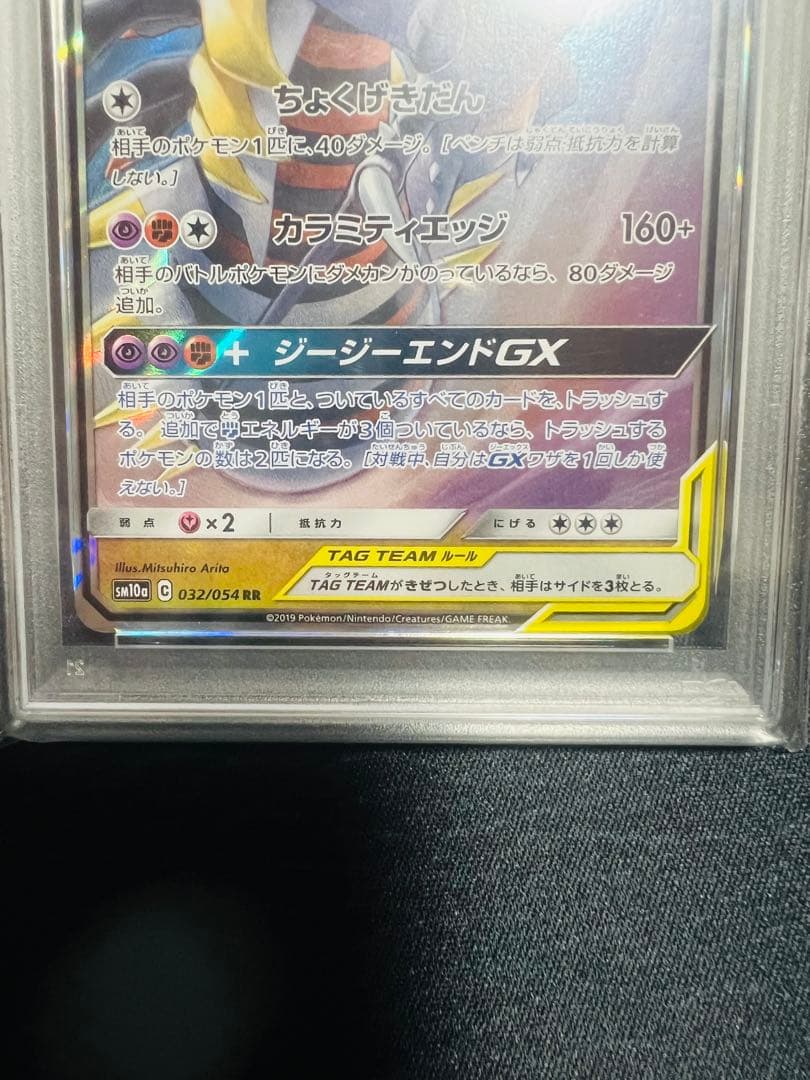 ちょくげきだん
相手のポケモン1匹に、40ダメージ。[ベンチは弱点・抵抗力を計算
しない。]
カラミティエッジ 160+
相手のバトルポケモンにダメカンがのっているなら、80ダメージ
追加。
+ ジージーエンドGX
相手のポケモン1匹と、ついているすべてのカードを、トラッシュす
る。追加でエネルギーが3個ついているなら、トラッシュする
ポケモンの数は2匹になる。[対戦中、自分はGXワザを1回しか使
えない。]
弱点 ×2 抵抗力 にげる
TAG TEAM ルール
TAG TEAMがきぜつしたとき、相手はサイドを3枚とる。
Illus.Mitsuhiro Arita
sm10a C 032/054 RR
©2019 Pokémon/Nintendo/Creatures/GAME FREAK.